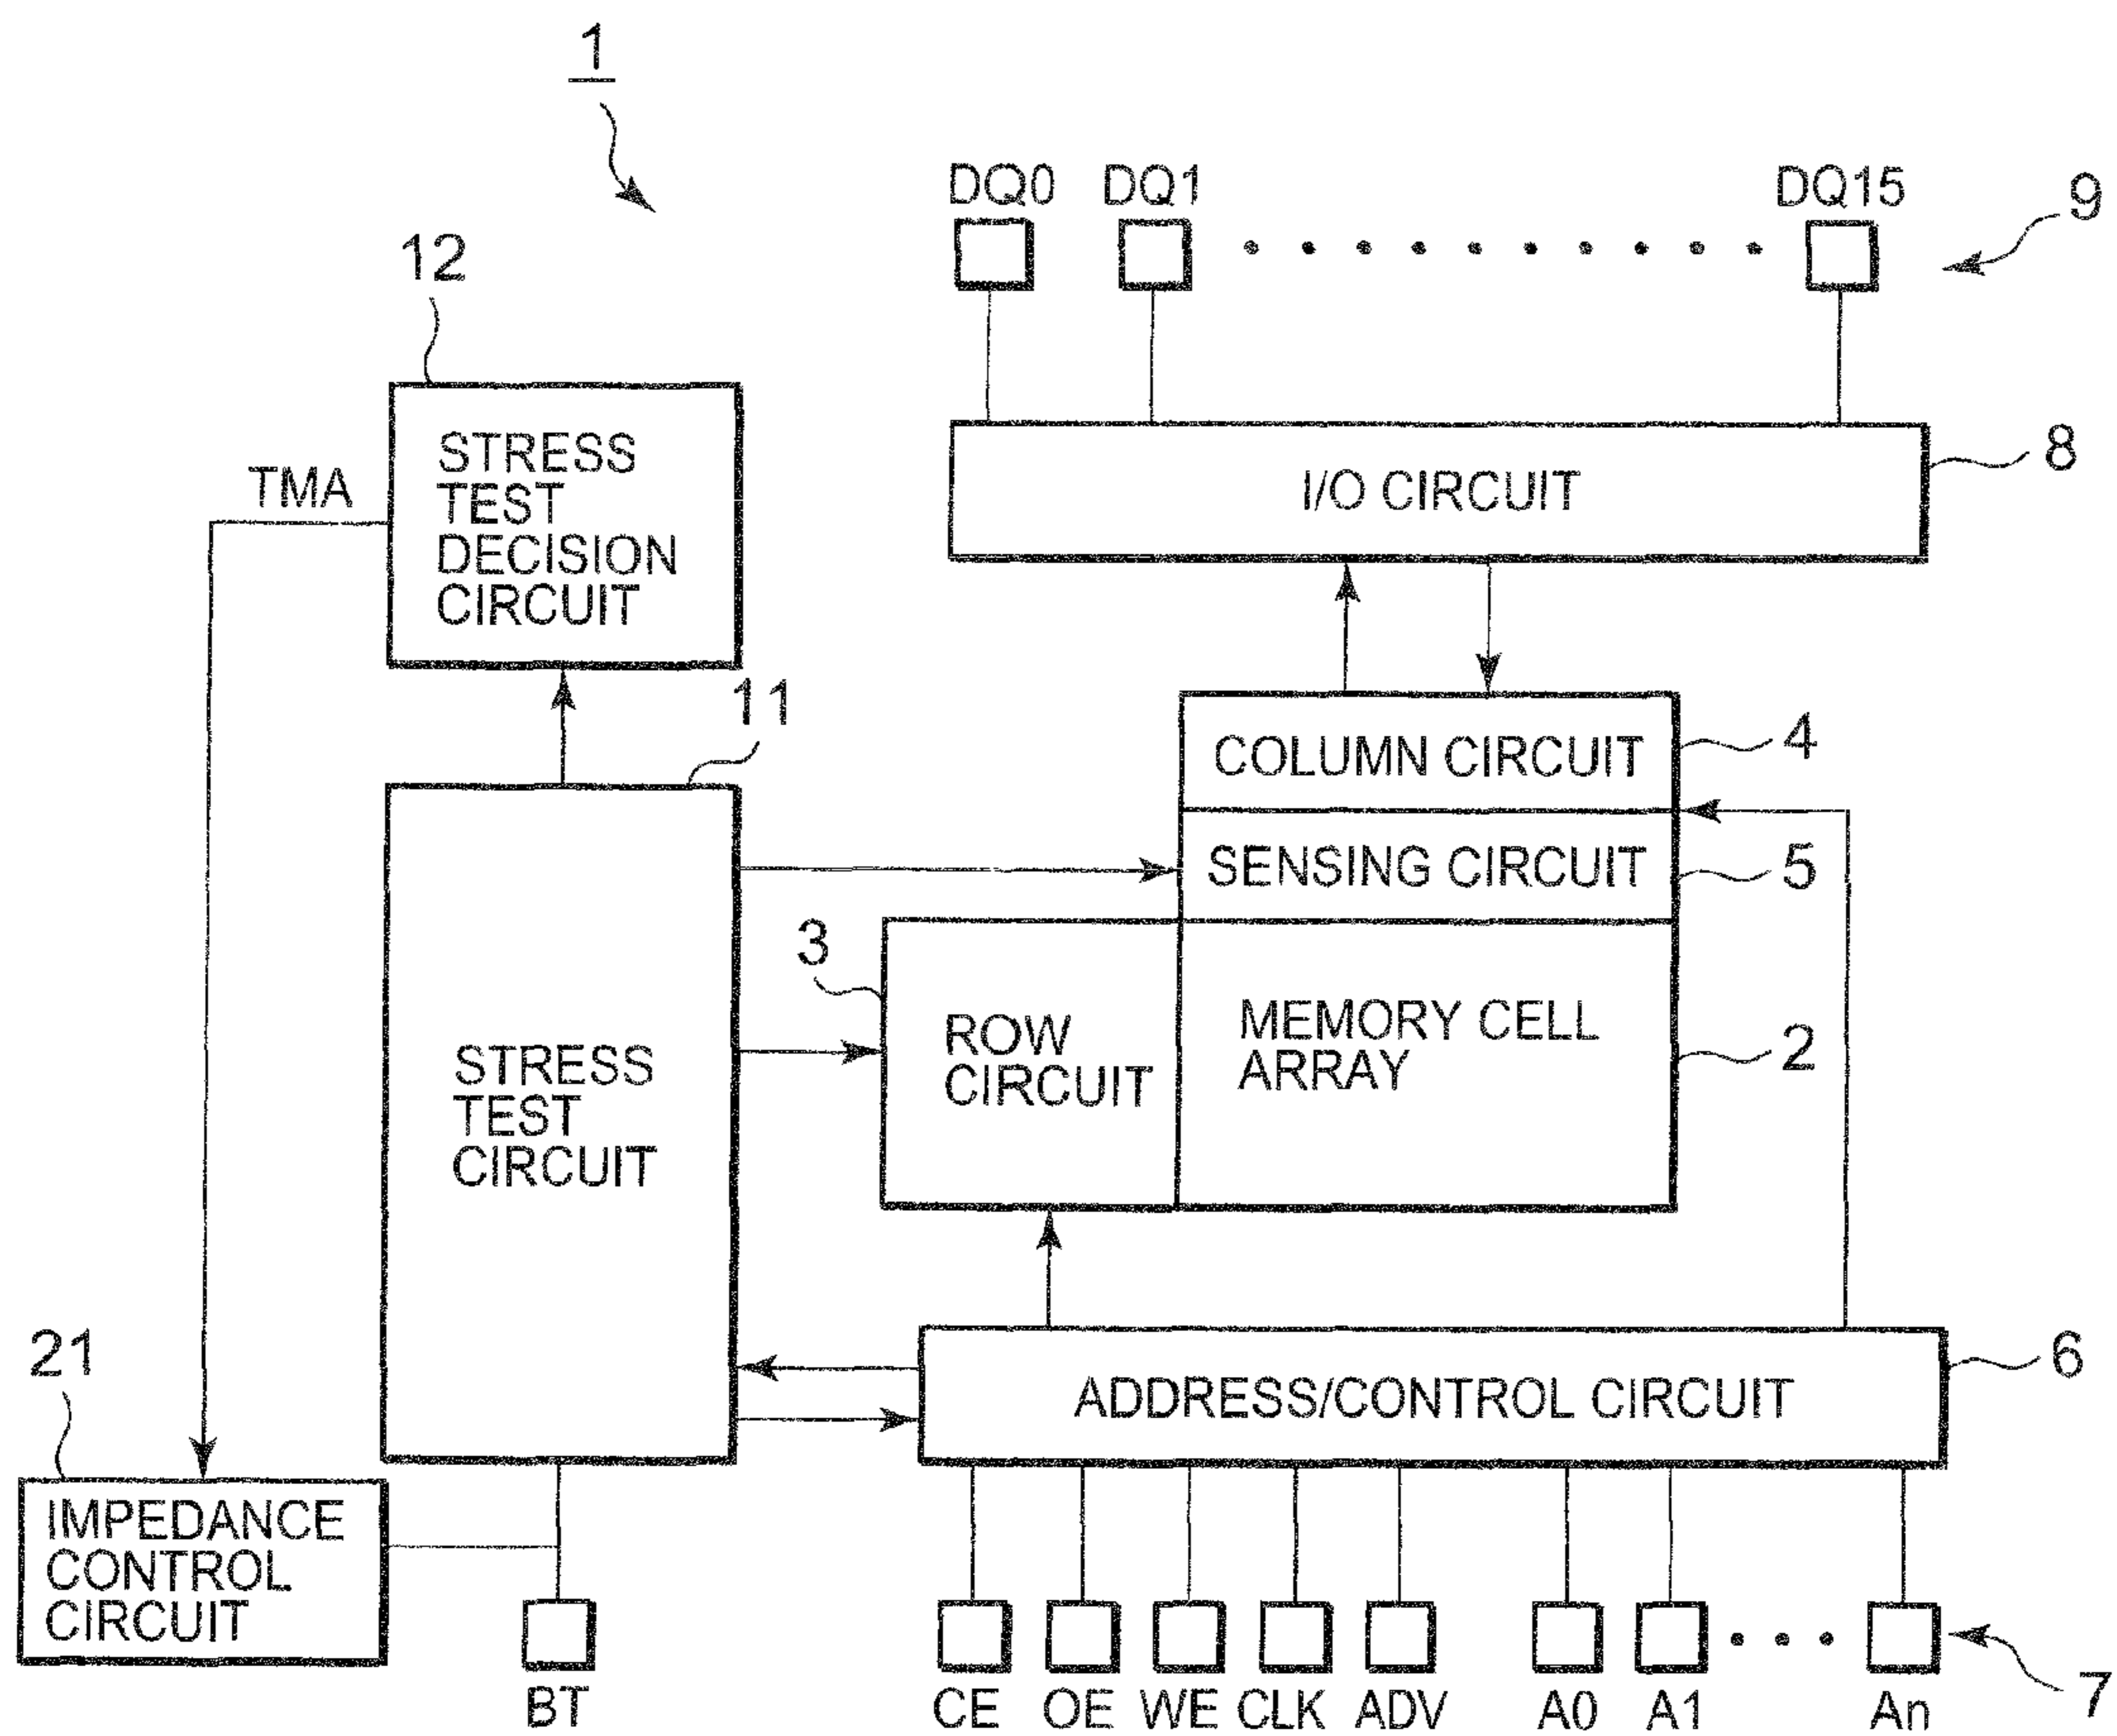 1
DQ0 DQ1 DQ15 9
12
STRESS
TEST
DECISION
CIRCUIT
TMA
I/O CIRCUIT 8
11
COLUMN CIRCUIT 4
SENSING CIRCUIT 5
3
ROW
CIRCUIT
MEMORY CELL
ARRAY
2
STRESS
TEST
CIRCUIT
21
ADDRESS/CONTROL CIRCUIT 6
IMPEDANCE
CONTROL
CIRCUIT
BT CE OE WE CLK ADV A0 A1 An 7